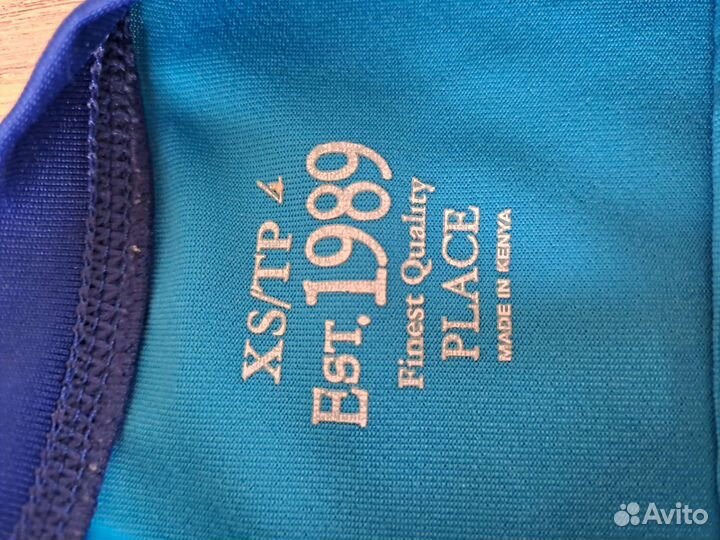 XS/TP 4
EST. 1989
Finest Quality
PLACE
MADE IN KENYA
Avito